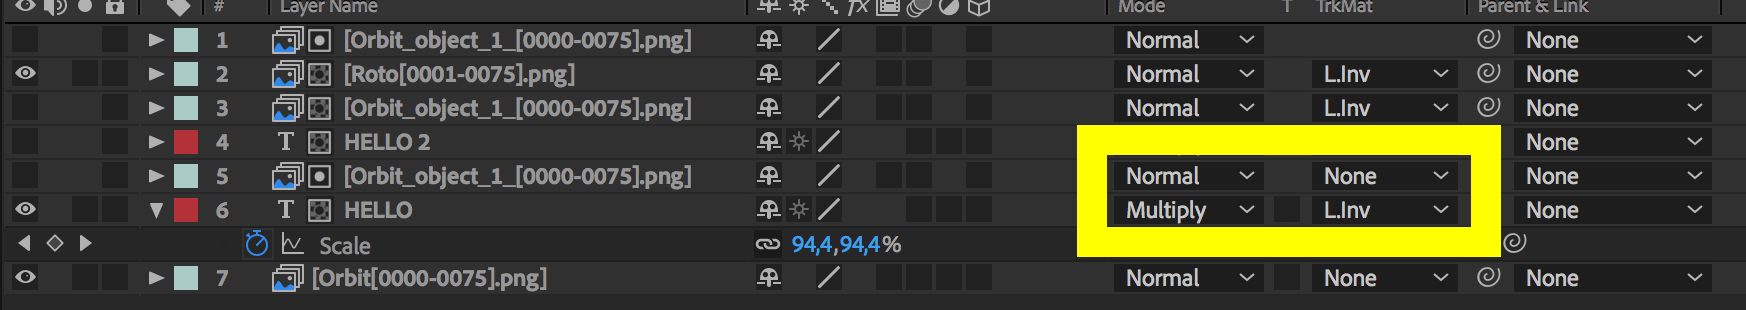 # Layer Name fx Mode T TrkMat Parent & Link
1 [Orbit_object_1_[0000-0075].png] Normal None
2 [Roto[0001-0075].png] Normal L.Inv None
3 [Orbit_object_1_[0000-0075].png] Normal L.Inv None
4 T HELLO 2 None
5 [Orbit_object_1_[0000-0075].png] Normal None None
6 T HELLO Multiply L.Inv None
Scale 94,4,94,4%
7 [Orbit[0000-0075].png] Normal None None